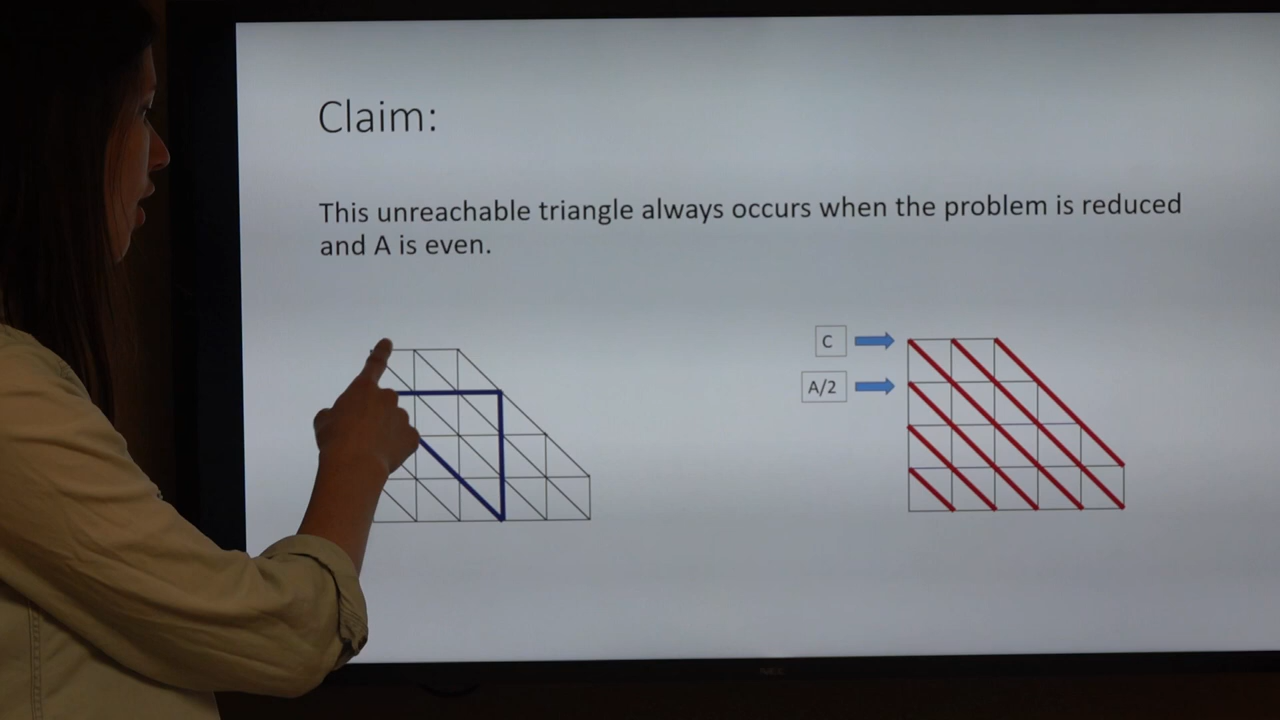 Claim:
This unreachable triangle always occurs when the problem is reduced
and A is even.
C
A/2